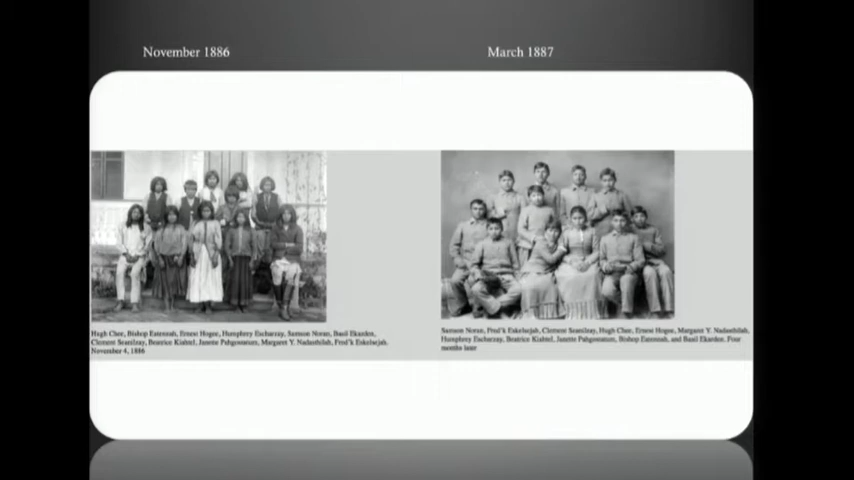 November 1886
March 1887
Hugh Chee, Bishop Eatennah, Ernest Hogee, Humphrey Escharzay, Samson Noran, Basil Ekarden,
Clement Seanilzay, Beatrice Kiahtel, Janette Pahgostatum, Margaret Y. Nadasthilah, Fred'k Eskelsejah.
November 4, 1886
Samson Noran, Fred'k Eskelsejah, Clement Seanilzay, Hugh Chee, Ernest Hogee, Margaret Y. Nadasthilah,
Humphrey Escharzay, Beatrice Kiahtel, Janette Pahgostatum, Bishop Eatennah, and Basil Ekarden. Four
months later